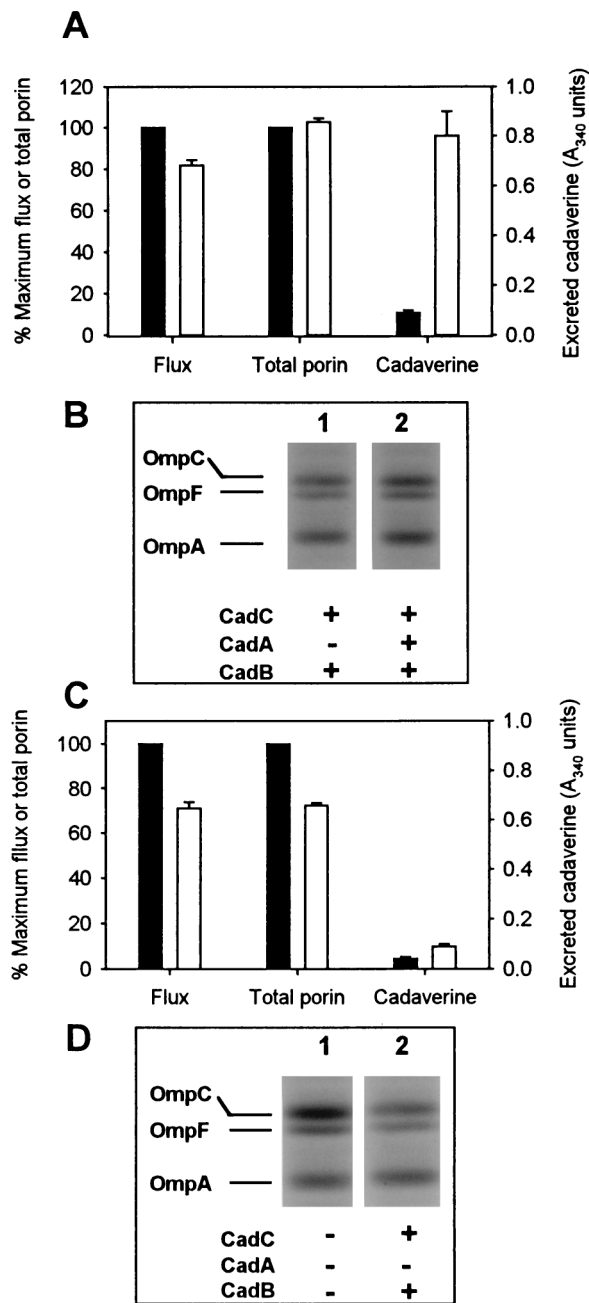 A
% Maximum flux or total porin
120
100
80
60
40
20
0
1.0
0.8
0.6
0.4
0.2
0.0
Excreted cadaverine (A340 units)
Flux Total porin Cadaverine
B
1 2
OmpC
OmpF
OmpA
CadC + +
CadA - +
CadB + +
C
% Maximum fllux or total porin
100
80
60
40
20
0
1.0
0.8
0.6
0.4
0.2
0.0
Excreted cadaverine (A340 units)
Flux Total porin Cadaverine
D
1 2
OmpC
OmpF
OmpA
CadC - +
CadA - -
CadB - +